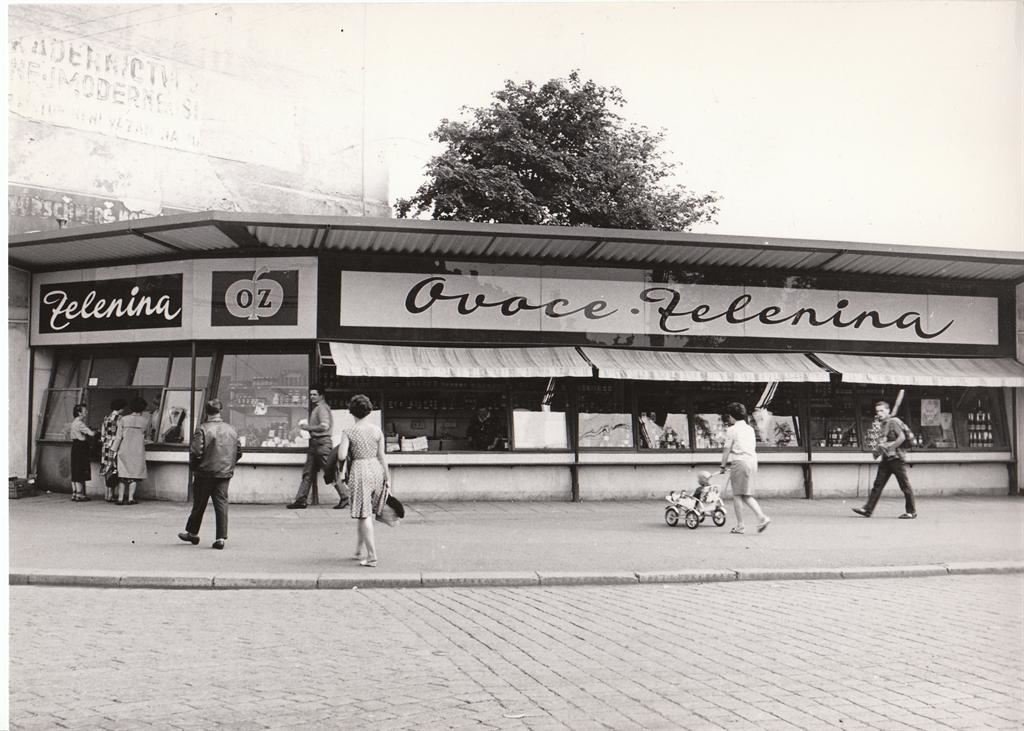 KADEŘNICTVÍ
NEJMODERNĚJŠÍ
Zelenina
OZ
Ovoce · Zelenina